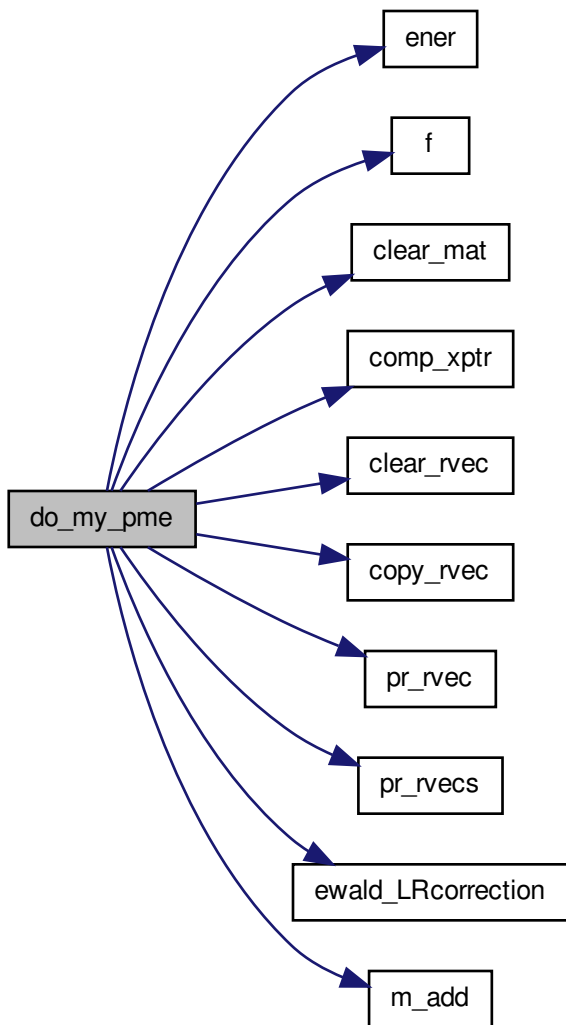 ener
f
clear_mat
comp_xptr
clear_rvec
do_my_pme
copy_rvec
pr_rvec
pr_rvecs
ewald_LRcorrection
m_add